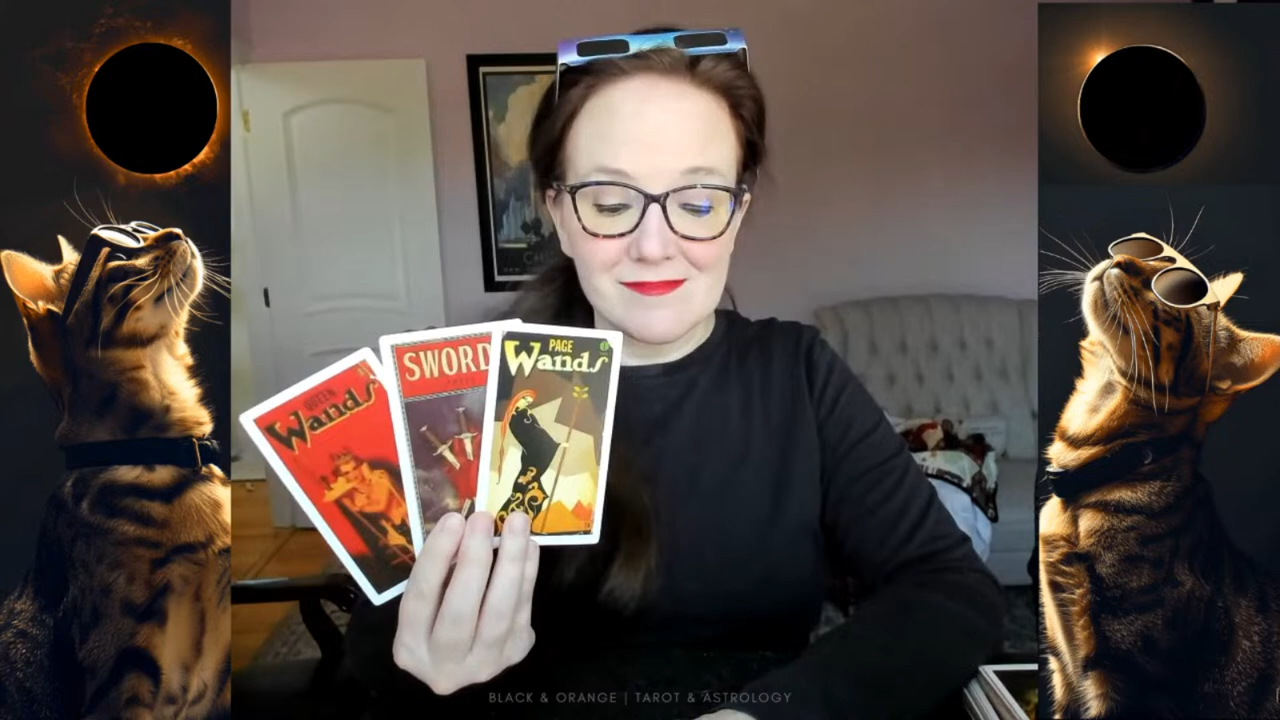 QUEEN
Wands
SWORD
PAGE
Wands
BLACK & ORANGE | TAROT & ASTROLOGY